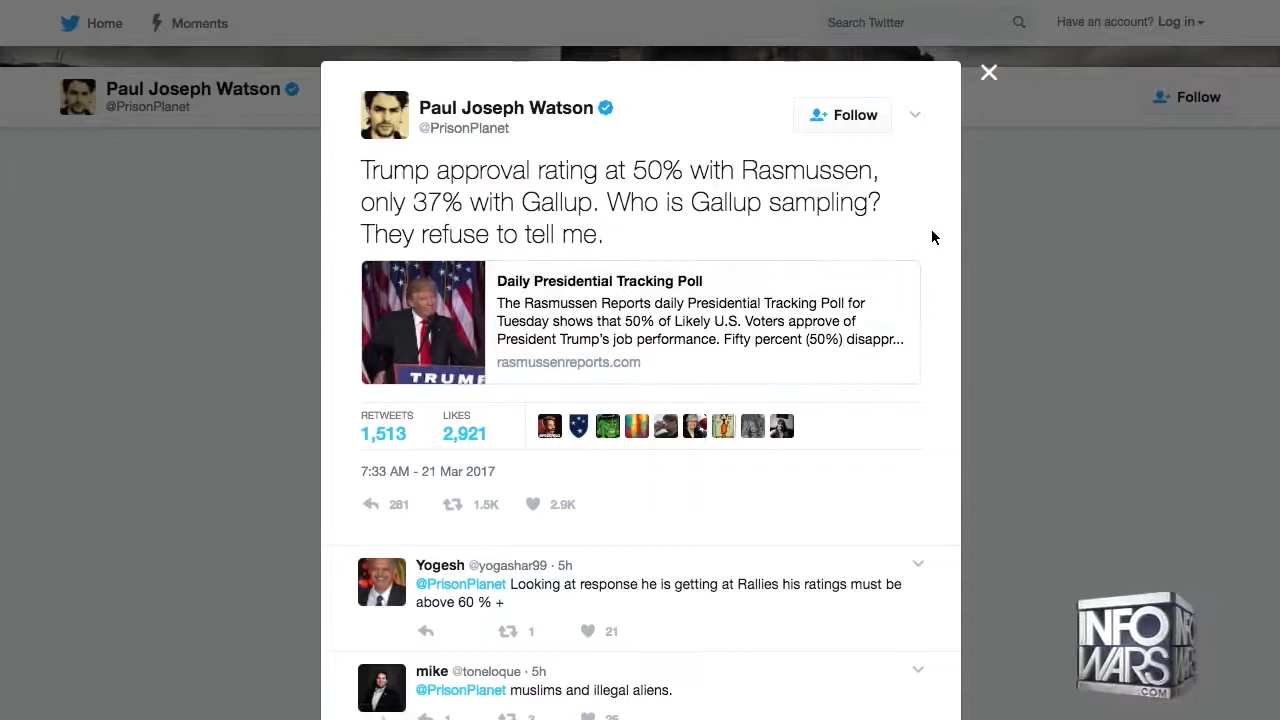 Home
Moments
Search Twitter
Have an account? Log in
Paul Joseph Watson
@PrisonPlanet
Follow
Paul Joseph Watson
@PrisonPlanet
Follow
Trump approval rating at 50% with Rasmussen,
only 37% with Gallup. Who is Gallup sampling?
They refuse to tell me.
Daily Presidential Tracking Poll
The Rasmussen Reports daily Presidential Tracking Poll for
Tuesday shows that 50% of Likely U.S. Voters approve of
President Trump's job performance. Fifty percent (50%) disappr...
rasmussenreports.com
TRUMP
RETWEETS LIKES
1,513 2,921
7:33 AM - 21 Mar 2017
281 1.5K 2.9K
Yogesh @yogashar99 · 5h
@PrisonPlanet Looking at response he is getting at Rallies his ratings must be
above 60 % +
1 21
mike @toneloque · 5h
@PrisonPlanet muslims and illegal aliens.
1 3
INFO
WARS
.COM